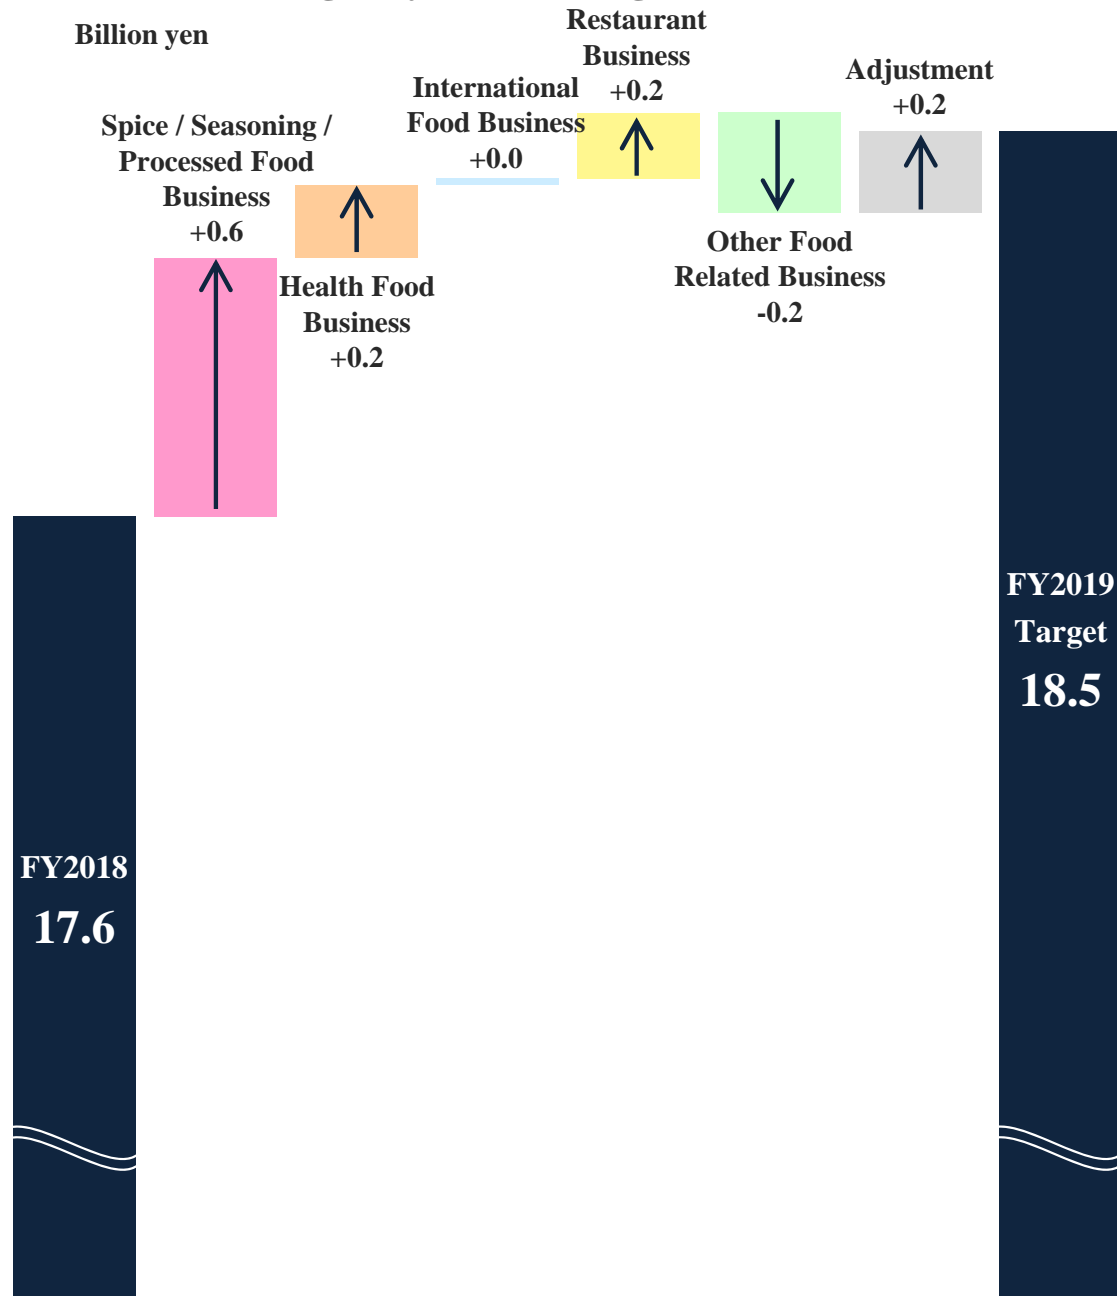 Billion yen
Spice / Seasoning /
Processed Food
Business
+0.6
Health Food
Business
+0.2
International
Food Business
+0.0
Restaurant
Business
+0.2
Other Food
Related Business
-0.2
Adjustment
+0.2
FY2018
17.6
FY2019
Target
18.5